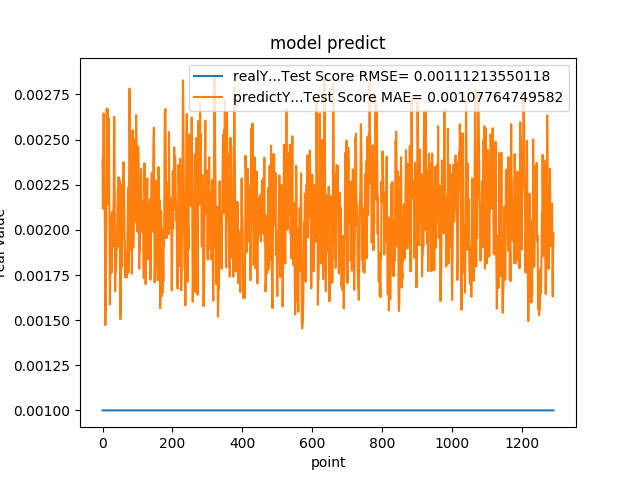 model predict
realY...Test Score RMSE= 0.00111213550118
predictY...Test Score MAE= 0.00107764749582
0.00275
0.00250
0.00225
0.00200
0.00175
0.00150
0.00125
0.00100
real value
0 200 400 600 800 1000 1200
point